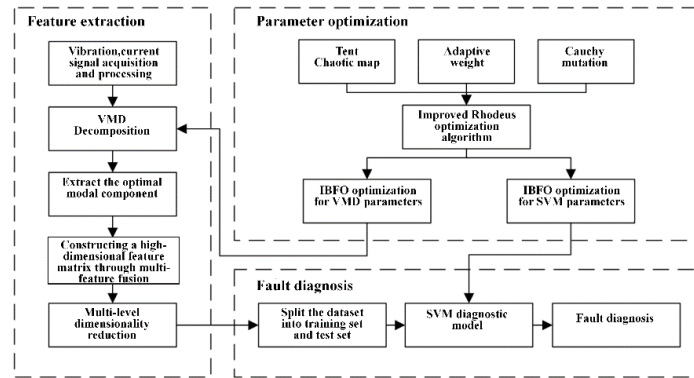 Feature extraction
Vibration,current
signal acquisition
and processing
VMD
Decomposition
Extract the optimal
modal component
Constructing a high-
dimensional feature
matrix through multi-
feature fusion
Multi-level
dimensionality
reduction
Parameter optimization
Tent
Chaotic map
Adaptive
weight
Cauchy
mutation
Improved Rhodeus
optimization
algorithm
IBFO optimization
for VMD parameters
IBFO optimization
for SVM parameters
Fault diagnosis
Split the dataset
into training set
and test set
SVM diagnostic
model
Fault diagnosis